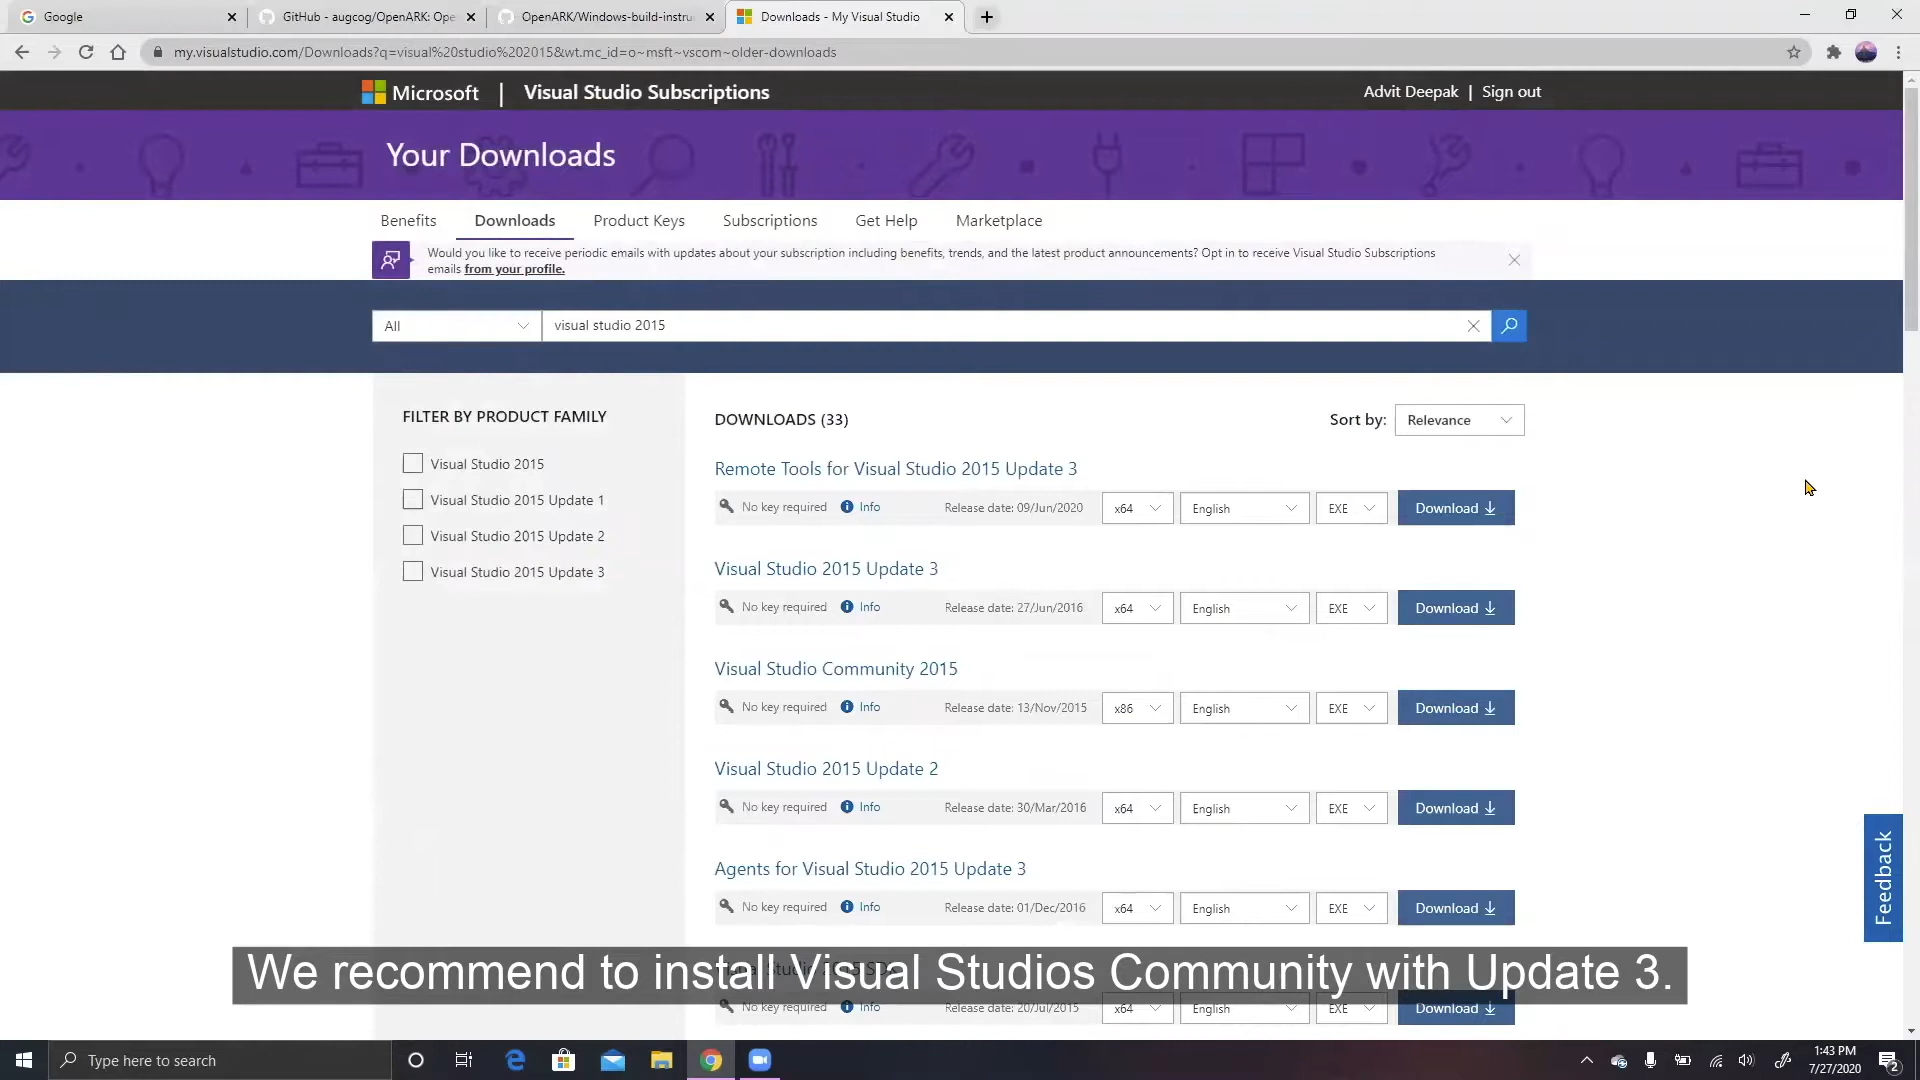 Google
GitHub - augcog/OpenARK: Ope
OpenARK/Windows-build-instru
Downloads - My Visual Studio
my.visualstudio.com/Downloads?q=visual%20studio%202015&wt.mc_id=o~msft~vscom~older-downloads
Microsoft | Visual Studio Subscriptions
Advit Deepak | Sign out
Your Downloads
Benefits Downloads Product Keys Subscriptions Get Help Marketplace
Would you like to receive periodic emails with updates about your subscription including benefits, trends, and the latest product announcements? Opt in to receive Visual Studio Subscriptions
emails from your profile.
All visual studio 2015
FILTER BY PRODUCT FAMILY
Visual Studio 2015
Visual Studio 2015 Update 1
Visual Studio 2015 Update 2
Visual Studio 2015 Update 3
DOWNLOADS (33) Sort by: Relevance
Remote Tools for Visual Studio 2015 Update 3
No key required Info Release date: 09/Jun/2020 x64 English EXE Download
Visual Studio 2015 Update 3
No key required Info Release date: 27/Jun/2016 x64 English EXE Download
Visual Studio Community 2015
No key required Info Release date: 13/Nov/2015 x86 English EXE Download
Visual Studio 2015 Update 2
No key required Info Release date: 30/Mar/2016 x64 English EXE Download
Agents for Visual Studio 2015 Update 3
No key required Info Release date: 01/Dec/2016 x64 English EXE Download
We recommend to install Visual Studios Community with Update 3.
No key required Info Release date: 20/Jul/2015 x64 English EXE Download
Feedback
Type here to search
1:43 PM
7/27/2020
2